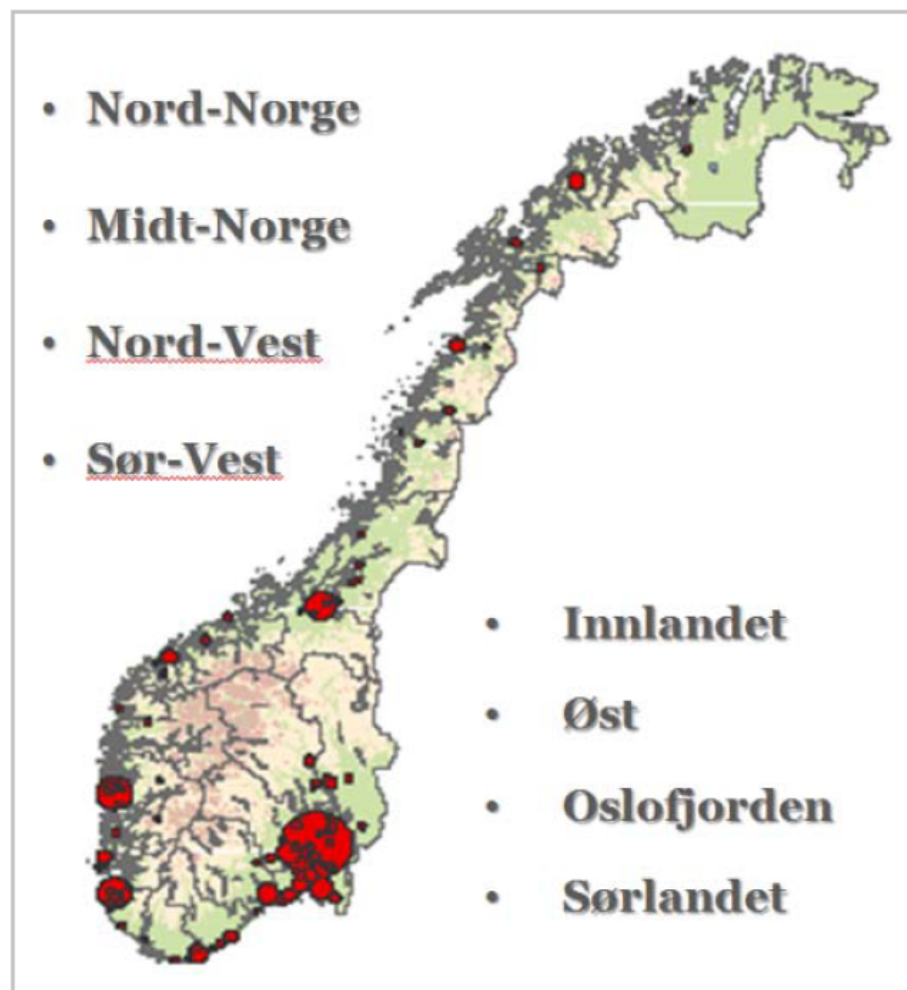 • Nord-Norge
• Midt-Norge
• Nord-Vest
• Sør-Vest
• Innlandet
• Øst
• Oslofjorden
• Sørlandet